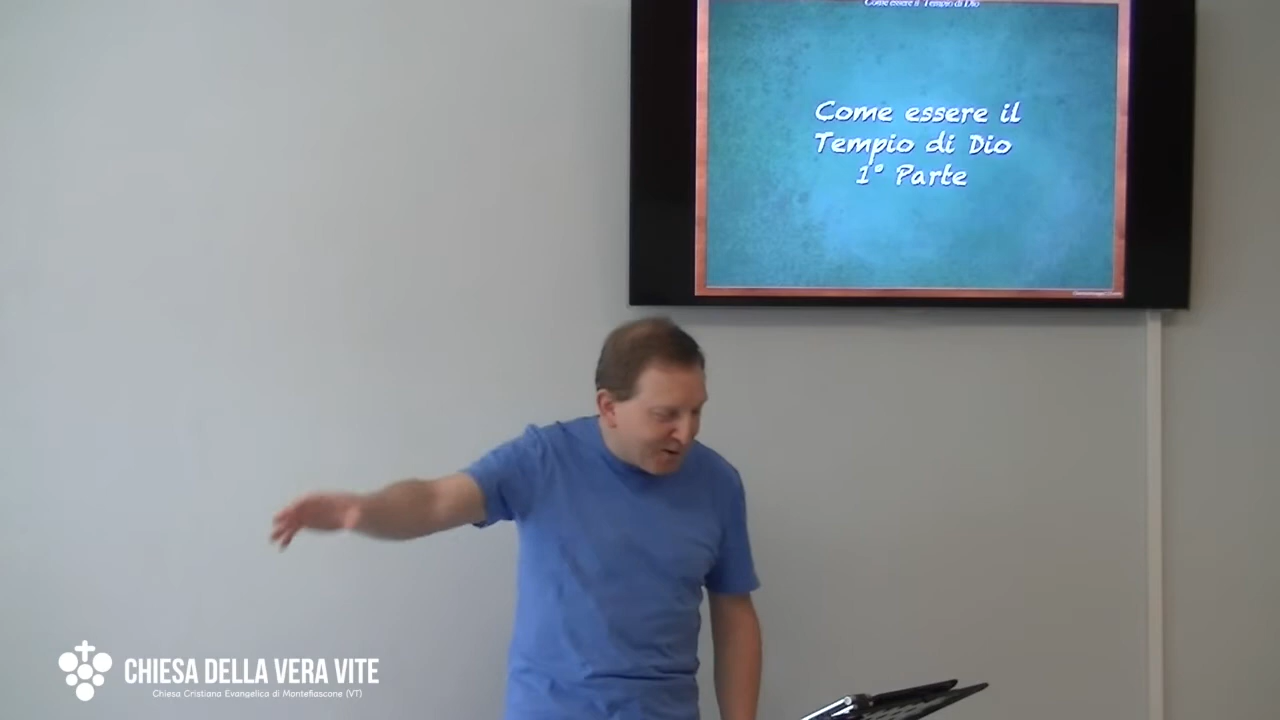 Come essere il Tempio di Dio
Come essere il
Tempio di Dio
1° Parte
CHIESA DELLA VERA VITE
Chiesa Cristiana Evangelica di Montefiascone (VT)